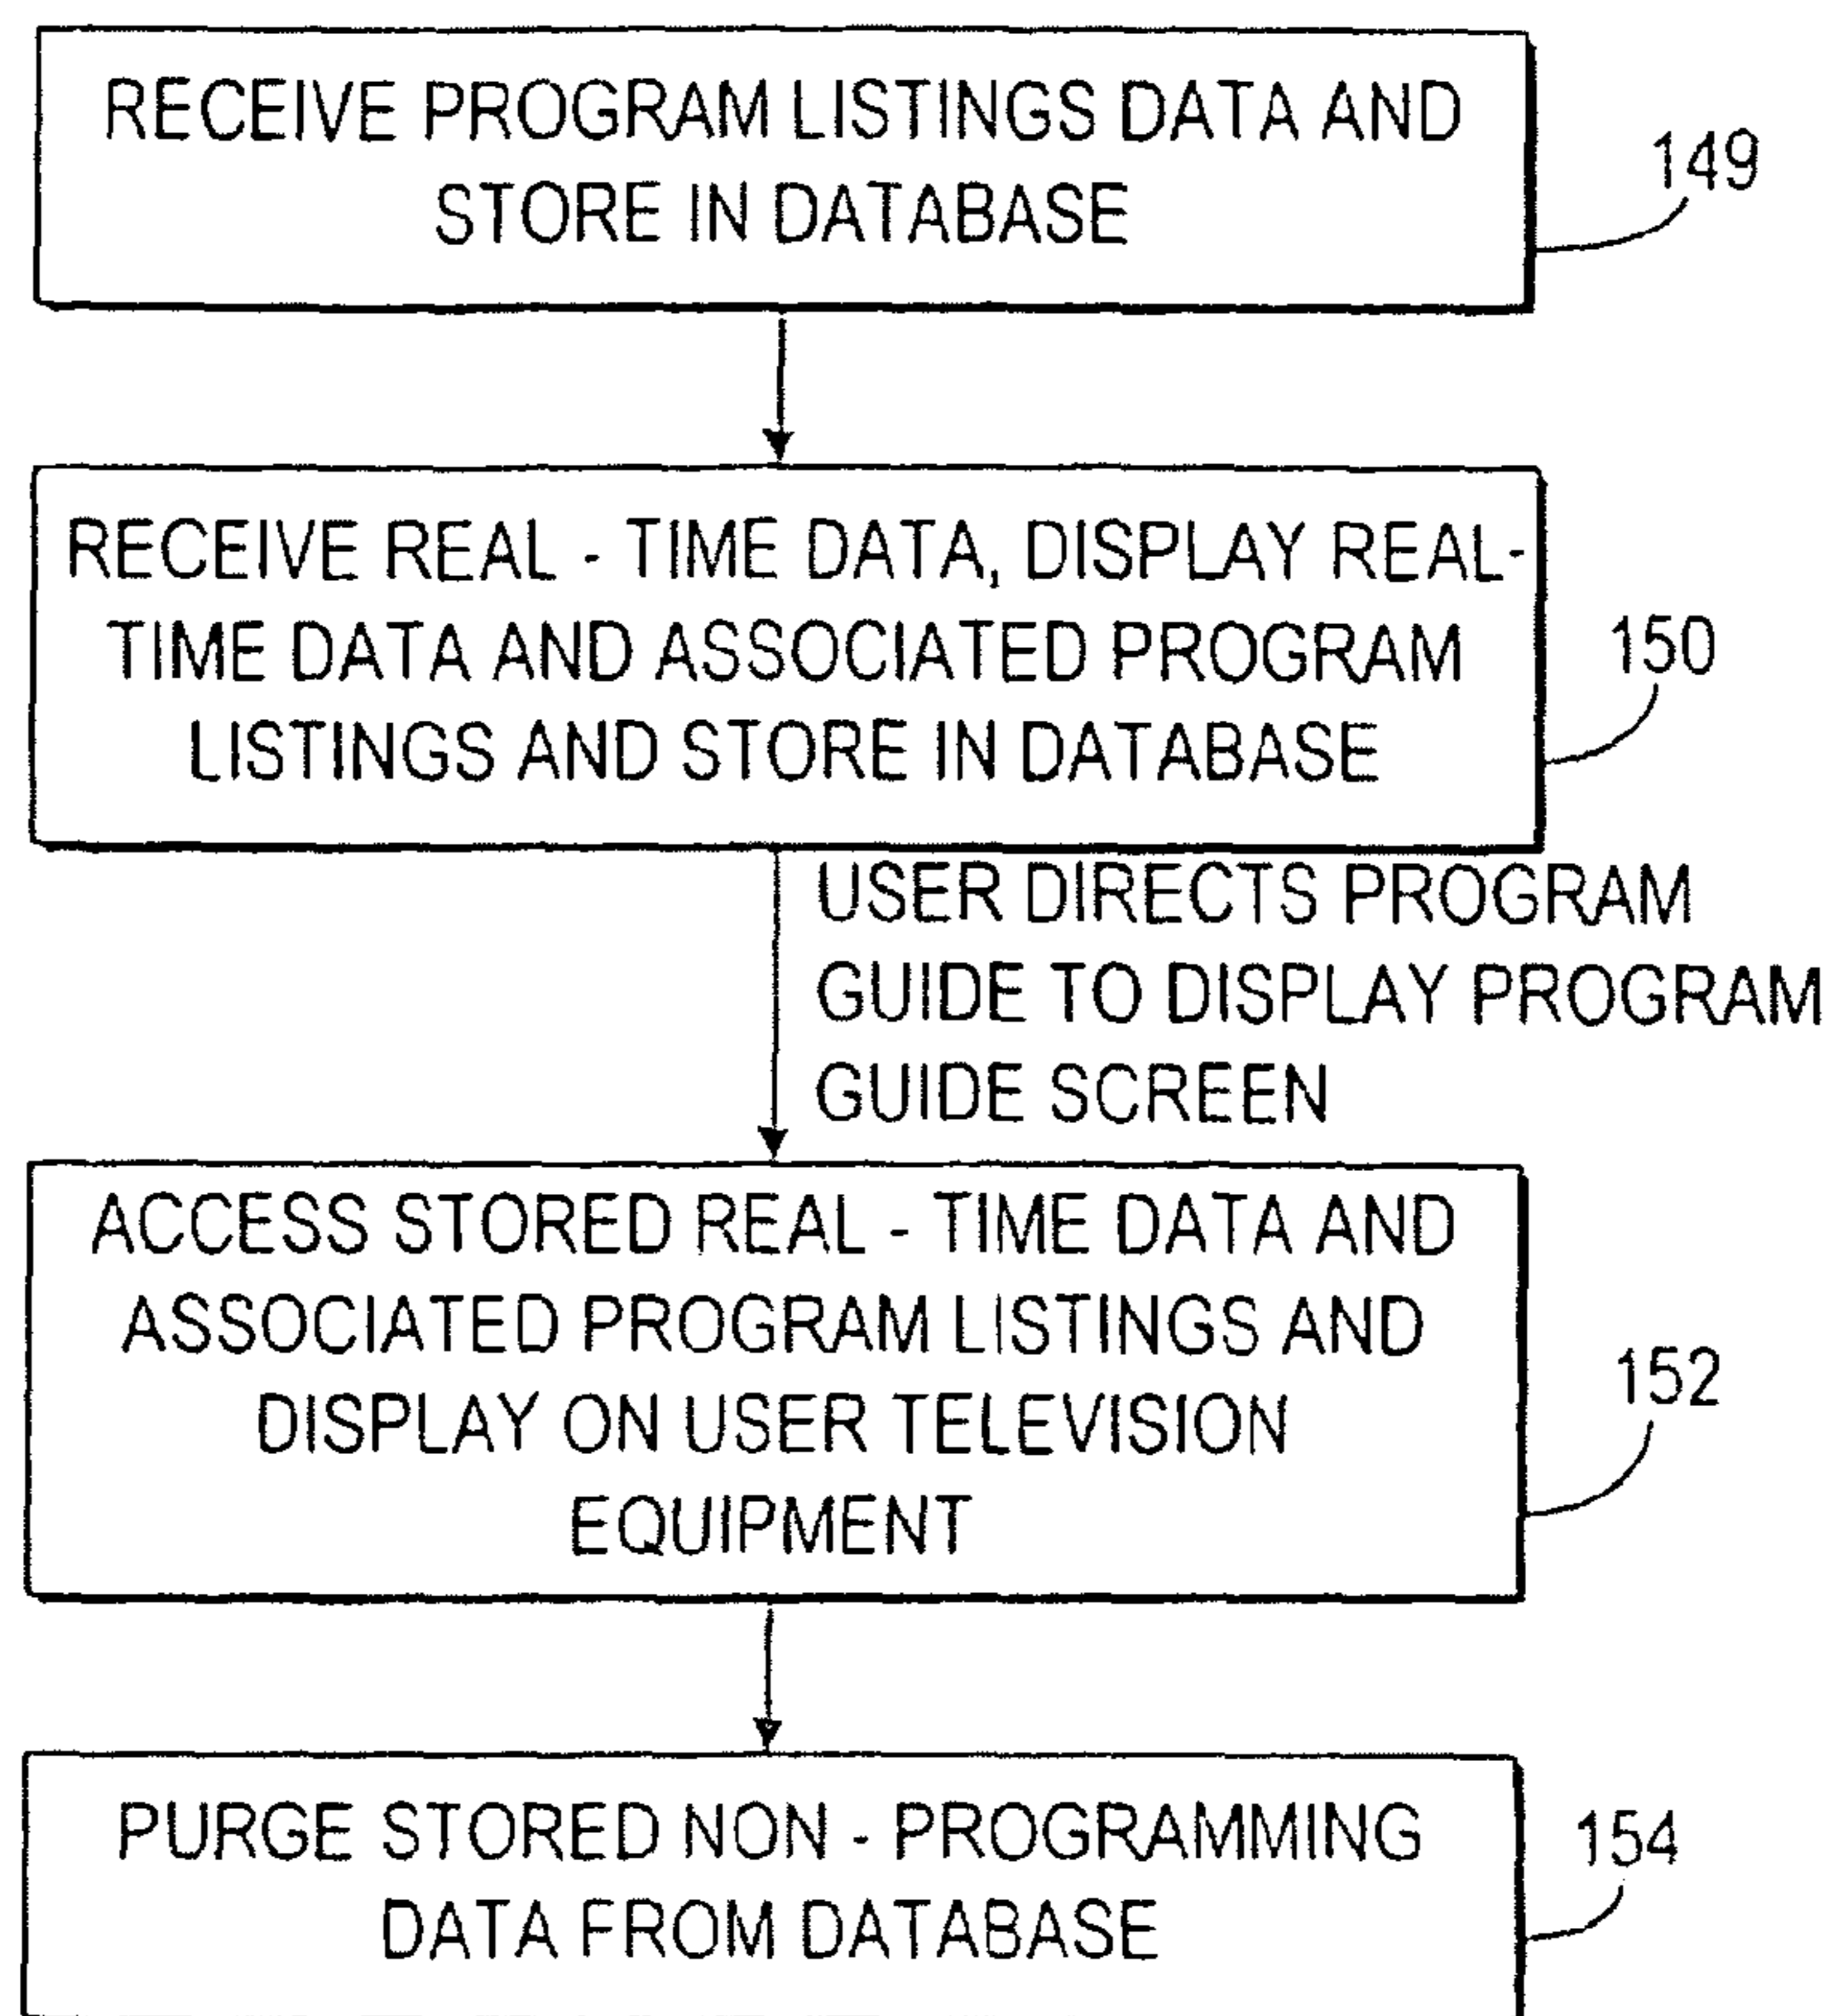 RECEIVE PROGRAM LISTINGS DATA AND
STORE IN DATABASE
149
RECEIVE REAL - TIME DATA, DISPLAY REAL-
TIME DATA AND ASSOCIATED PROGRAM
LISTINGS AND STORE IN DATABASE
150
USER DIRECTS PROGRAM
GUIDE TO DISPLAY PROGRAM
GUIDE SCREEN
ACCESS STORED REAL - TIME DATA AND
ASSOCIATED PROGRAM LISTINGS AND
DISPLAY ON USER TELEVISION
EQUIPMENT
152
PURGE STORED NON - PROGRAMMING
DATA FROM DATABASE
154